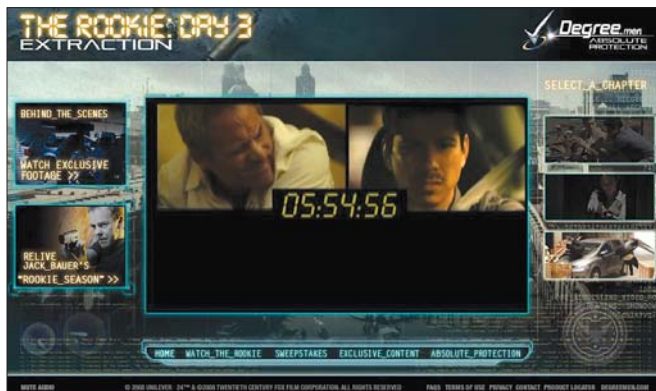 THE ROOKIE: DAY 3
EXTRACTION
Degree.men
ABSOLUTE
PROTECTION
SELECT_A_CHAPTER
BEHIND_THE_SCENES
WATCH EXCLUSIVE
FOOTAGE >>
05:54:56
RELIVE
JACK_BAUER'S
"ROOKIE_SEASON" >>
HOME WATCH_THE_ROOKIE SWEEPSTAKES EXCLUSIVE_CONTENT ABSOLUTE_PROTECTION
MUTE AUDIO © 2008 UNILEVER 24™ & ©2008 TWENTIETH CENTURY FOX FILM CORPORATION. ALL RIGHTS RESERVED FAQS TERMS OF USE PRIVACY CONTACT PRODUCT LOCATOR DEGREEMEN.COM